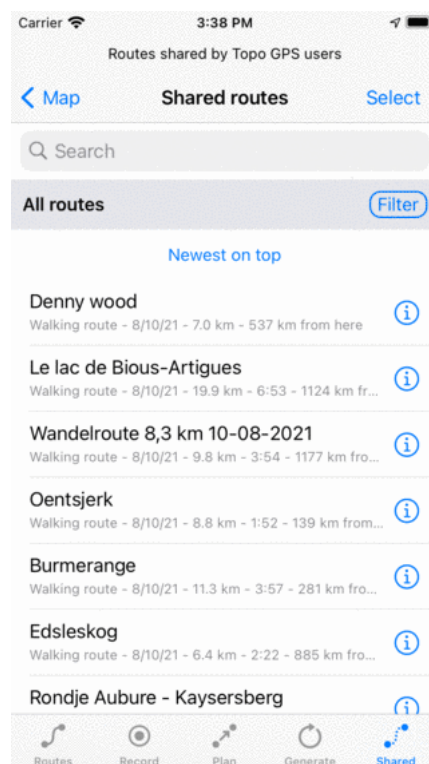 Carrier 3:38 PM
Routes shared by Topo GPS users
Map Shared routes Select
Search
All routes Filter
Newest on top
Denny wood
Walking route - 8/10/21 - 7.0 km - 537 km from here
Le lac de Bious-Artigues
Walking route - 8/10/21 - 19.9 km - 6:53 - 1124 km fr...
Wandelroute 8,3 km 10-08-2021
Walking route - 8/10/21 - 9.8 km - 3:54 - 1177 km fro...
Oentsjerk
Walking route - 8/10/21 - 8.8 km - 1:52 - 139 km from...
Burmerange
Walking route - 8/10/21 - 11.3 km - 3:57 - 281 km fro...
Edsleskog
Walking route - 8/10/21 - 6.4 km - 2:22 - 885 km fro...
Rondje Aubure - Kaysersberg
Routes Record Plan Generate Shared